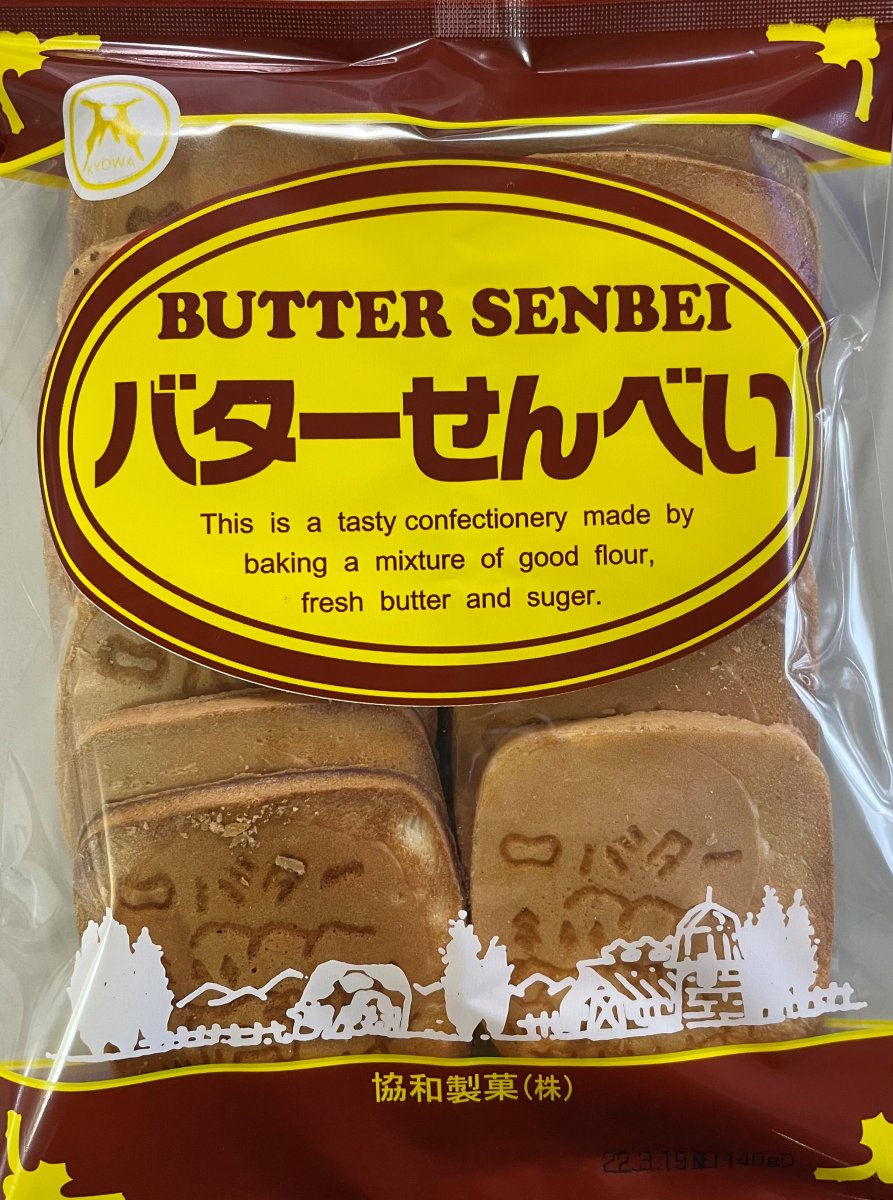 KYOWA
BUTTER SENBEI
バターせんべい
This is a tasty confectionery made by
baking a mixture of good flour,
fresh butter and suger.
バター
バター
協和製菓(株)
22.3.19